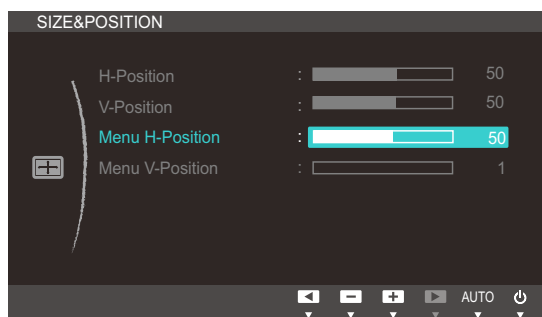 SIZE&POSITION
H-Position : 50
V-Position : 50
Menu H-Position : 50
Menu V-Position : 1
AUTO